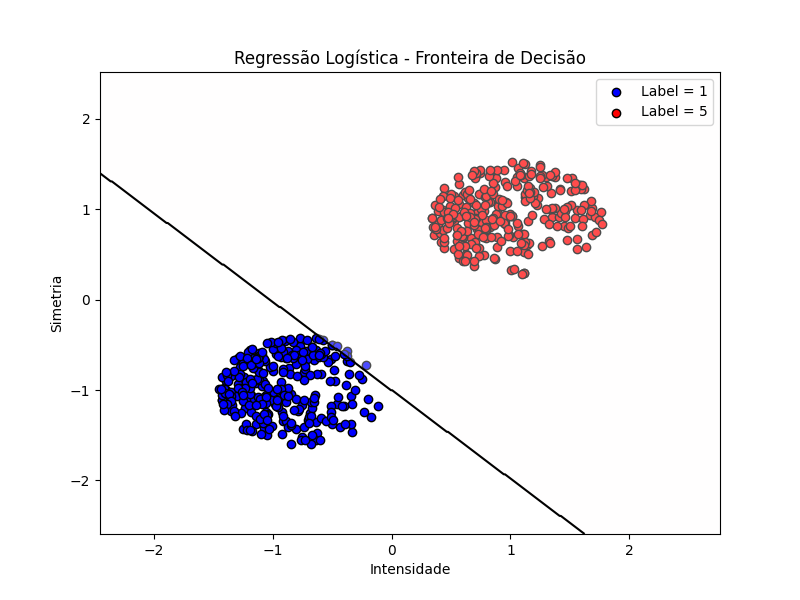 Regressão Logística - Fronteira de Decisão
Label = 1
Label = 5
2
1
0
−1
−2
Simetria
−2
−1
0
1
2
Intensidade